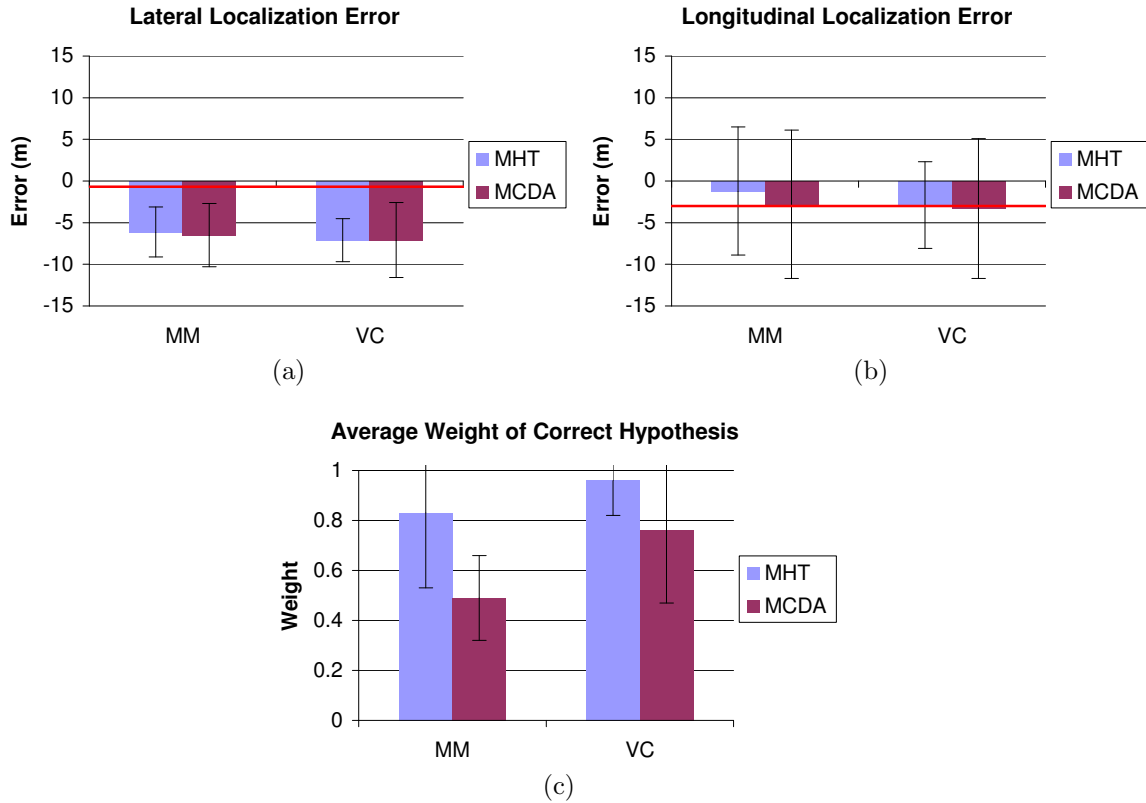 Lateral Localization Error
15
10
5
0
-5
-10
-15
Error (m)
MM
VC
MHT
MCDA
(a)
Longitudinal Localization Error
15
10
5
0
-5
-10
-15
Error (m)
MM
VC
MHT
MCDA
(b)
Average Weight of Correct Hypothesis
1
0.8
0.6
0.4
0.2
0
Weight
MM
VC
MHT
MCDA
(c)